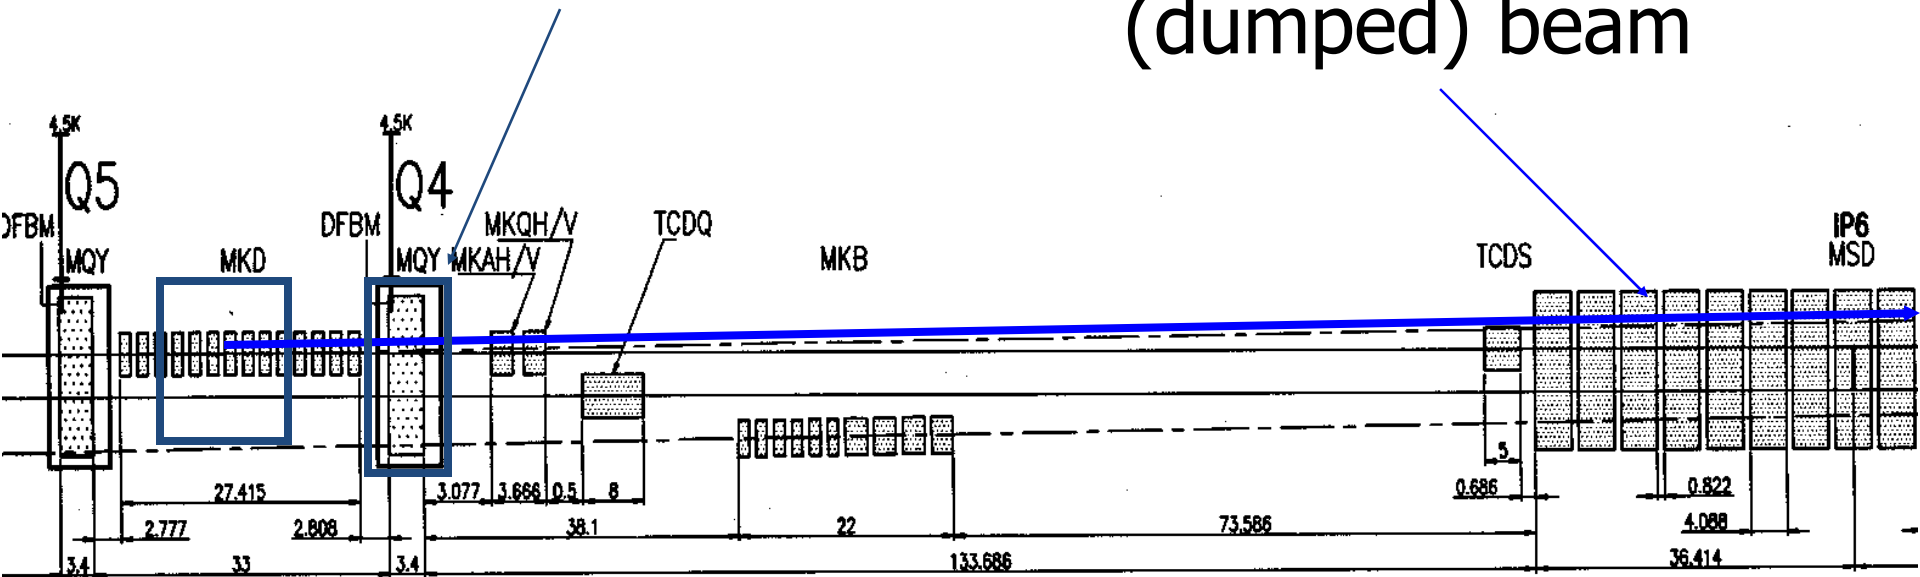 (dumped) beam
4.5K
4.5K
Q5
Q4
DFBM
DFBM
MKQH/V
TCDQ
IP6
MQY
MKD
MQY
MKAH/V
MKB
TCDS
MSD
5
27.415
3.077
3.666
0.5
8
0.686
0.822
2.777
2.808
38.1
22
73.586
4.088
3.4
33
3.4
133.686
36.414